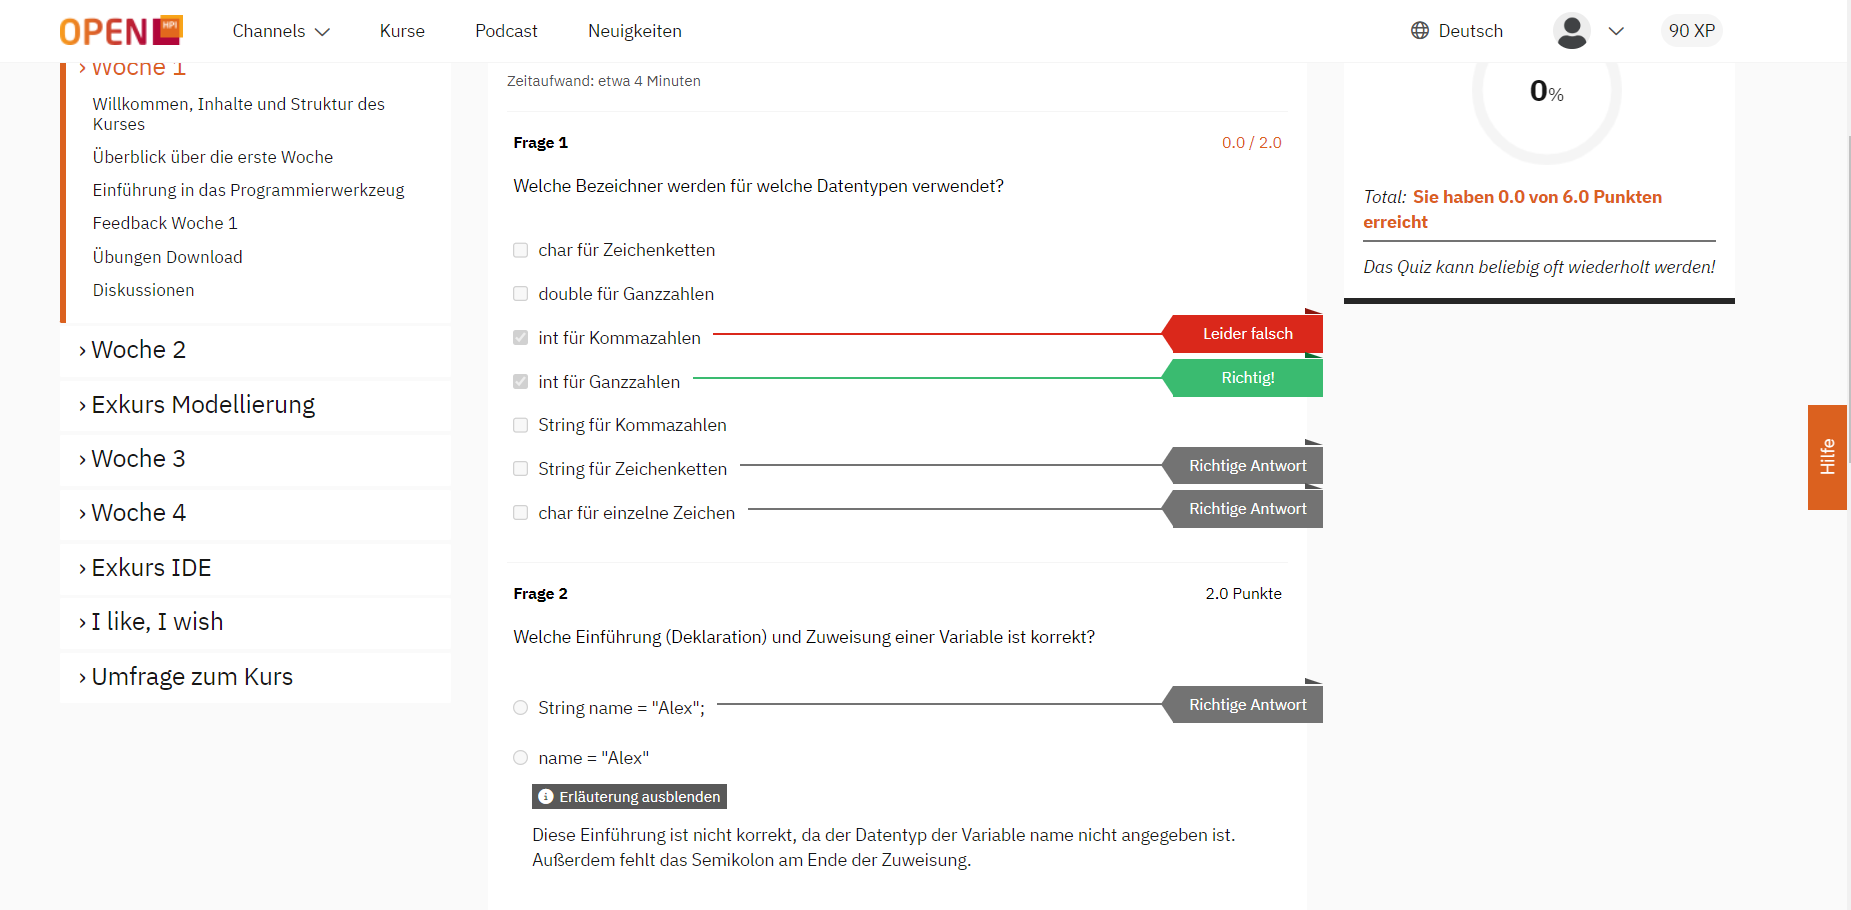 OPEN HPI
Channels
Kurse
Podcast
Neuigkeiten
Deutsch
90 XP
Woche 1
Willkommen, Inhalte und Struktur des
Kurses
Überblick über die erste Woche
Einführung in das Programmierwerkzeug
Feedback Woche 1
Übungen Download
Diskussionen
› Woche 2
› Exkurs Modellierung
› Woche 3
› Woche 4
› Exkurs IDE
› I like, I wish
› Umfrage zum Kurs
Zeitaufwand: etwa 4 Minuten
Frage 1
0.0 / 2.0
Welche Bezeichner werden für welche Datentypen verwendet?
char für Zeichenketten
double für Ganzzahlen
int für Kommazahlen
Leider falsch
int für Ganzzahlen
Richtig!
String für Kommazahlen
String für Zeichenketten
Richtige Antwort
char für einzelne Zeichen
Richtige Antwort
Frage 2
2.0 Punkte
Welche Einführung (Deklaration) und Zuweisung einer Variable ist korrekt?
String name = "Alex";
Richtige Antwort
name = "Alex"
Erläuterung ausblenden
Diese Einführung ist nicht korrekt, da der Datentyp der Variable name nicht angegeben ist.
Außerdem fehlt das Semikolon am Ende der Zuweisung.
0%
Total: Sie haben 0.0 von 6.0 Punkten
erreicht
Das Quiz kann beliebig oft wiederholt werden!
Hilfe